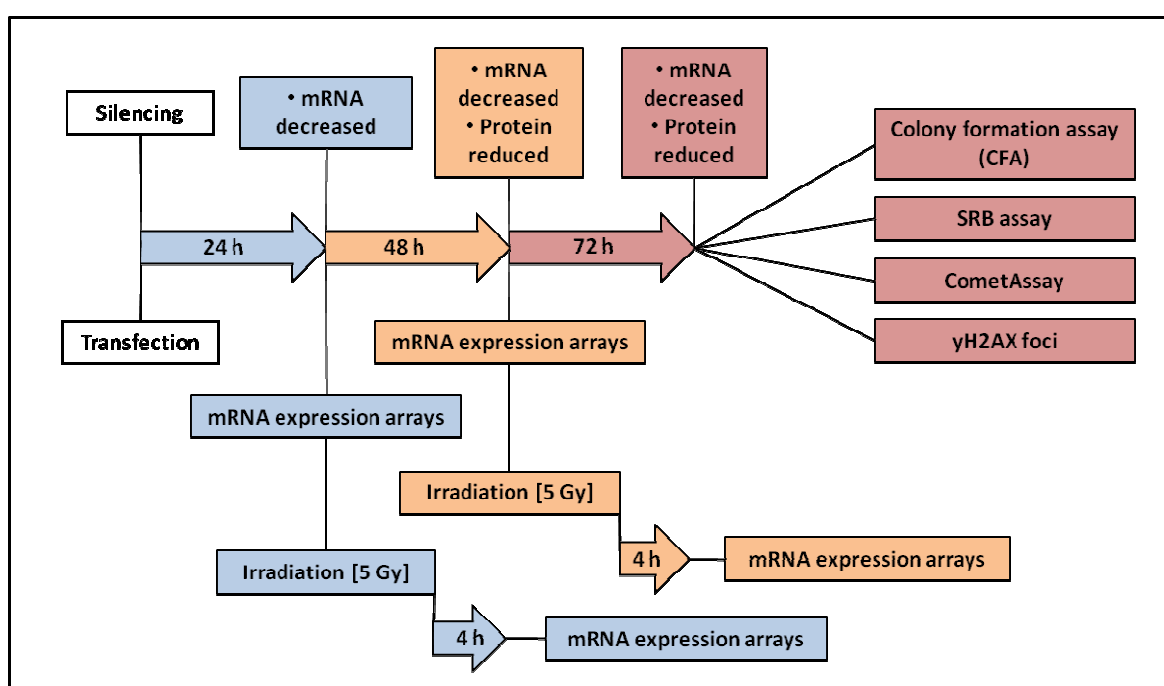 Silencing
• mRNA
decreased
• mRNA
decreased
• Protein
reduced
• mRNA
decreased
• Protein
reduced
Colony formation assay
(CFA)
SRB assay
CometAssay
yH2AX foci
24 h
48 h
72 h
Transfection
mRNA expression arrays
mRNA expression arrays
Irradiation [5 Gy]
4 h
mRNA expression arrays
Irradiation [5 Gy]
4 h
mRNA expression arrays